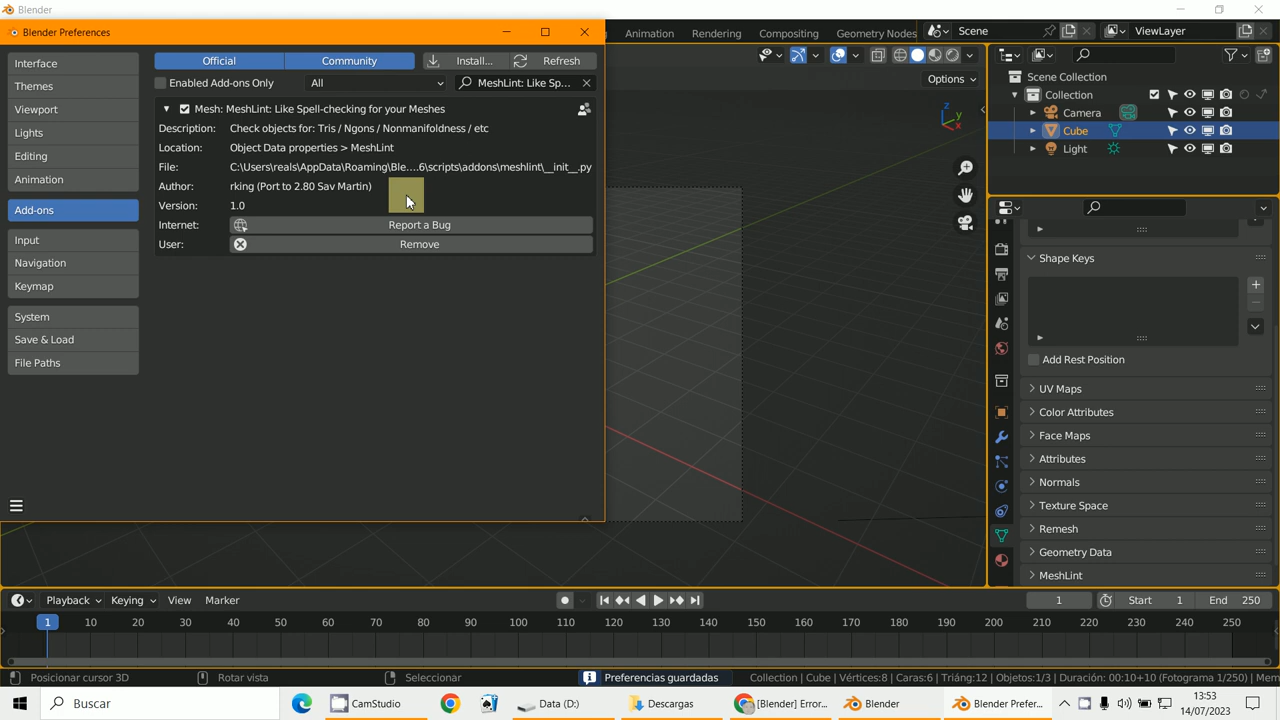 Blender
Blender Preferences
Animation
Rendering
Compositing
Geometry Nodes
Scene
ViewLayer
Interface
Themes
Viewport
Lights
Editing
Animation
Add-ons
Input
Navigation
Keymap
System
Save & Load
File Paths
Official
Community
Install...
Refresh
Enabled Add-ons Only
All
MeshLint: Like Sp...
Mesh: MeshLint: Like Spell-checking for your Meshes
Description: Check objects for: Tris / Ngons / Nonmanifoldness / etc
Location: Object Data properties > MeshLint
File: C:\Users\reals\AppData\Roaming\Ble....6\scripts\addons\meshlint\__init__.py
Author: rking (Port to 2.80 Sav Martin)
Version: 1.0
Internet: Report a Bug
User: Remove
Options
Z
Y
X
Scene Collection
Collection
Camera
Cube
Light
Shape Keys
Add Rest Position
UV Maps
Color Attributes
Face Maps
Attributes
Normals
Texture Space
Remesh
Geometry Data
MeshLint
Playback
Keying
View
Marker
1
Start 1
End 250
1 10 20 30 40 50 60 70 80 90 100 110 120 130 140 150 160 170 180 190 200 210 220 230 240 250
Posicionar cursor 3D
Rotar vista
Seleccionar
Preferencias guardadas
Collection | Cube | Vértices:8 | Caras:6 | Triáng:12 | Objetos:1/3 | Duración: 00:10+10 (Fotograma 1/250) | Mem
Buscar
CamStudio
Data (D:)
Descargas
[Blender] Error...
Blender
Blender Prefer...
13:53
14/07/2023